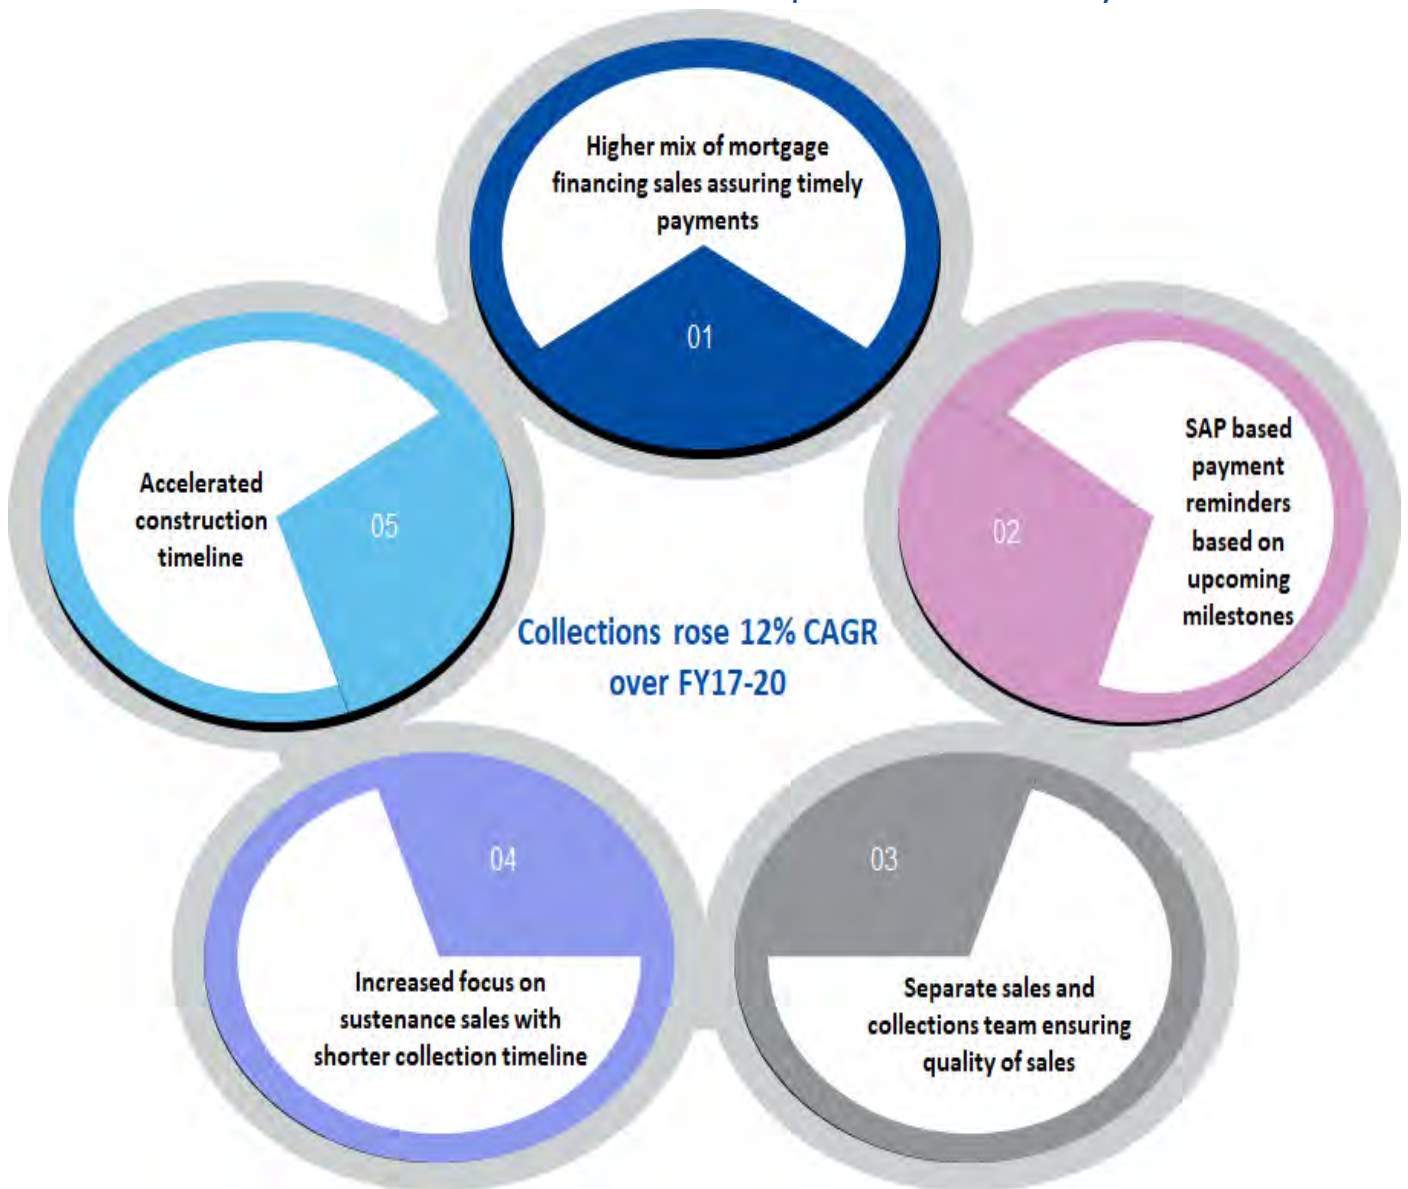 Higher mix of mortgage
financing sales assuring timely
payments
01
SAP based
payment
reminders
based on
upcoming
milestones
02
03
Separate sales and
collections team ensuring
quality of sales
04
Increased focus on
sustenance sales with
shorter collection timeline
05
Accelerated
construction
timeline
Collections rose 12% CAGR
over FY17-20